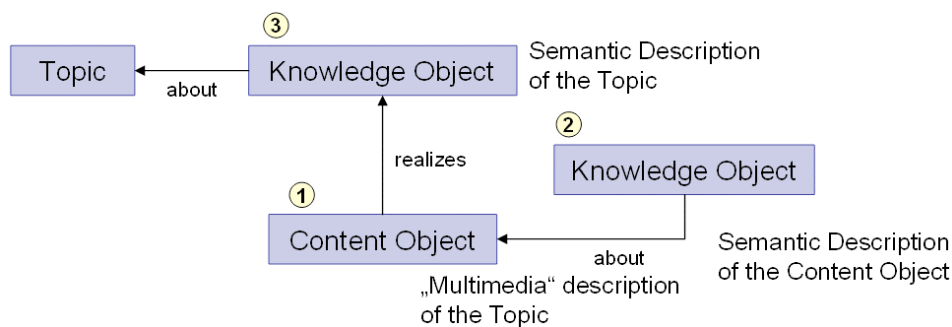 3
Topic
Knowledge Object
Semantic Description
of the Topic
about
2
realizes
Knowledge Object
1
Content Object
about
Semantic Description
of the Content Object
„Multimedia“ description
of the Topic